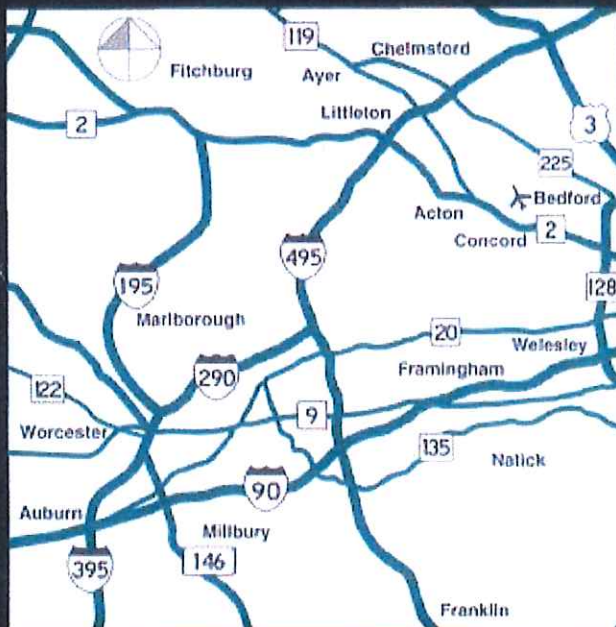 119
Chelmsford
Fitchburg
Ayer
Littleton
2
3
225
Bedford
Acton
Concord
2
495
195
128
Marlborough
20
Welesley
290
Framingham
122
9
Worcester
135
Natick
90
Auburn
Millbury
146
395
Franklin